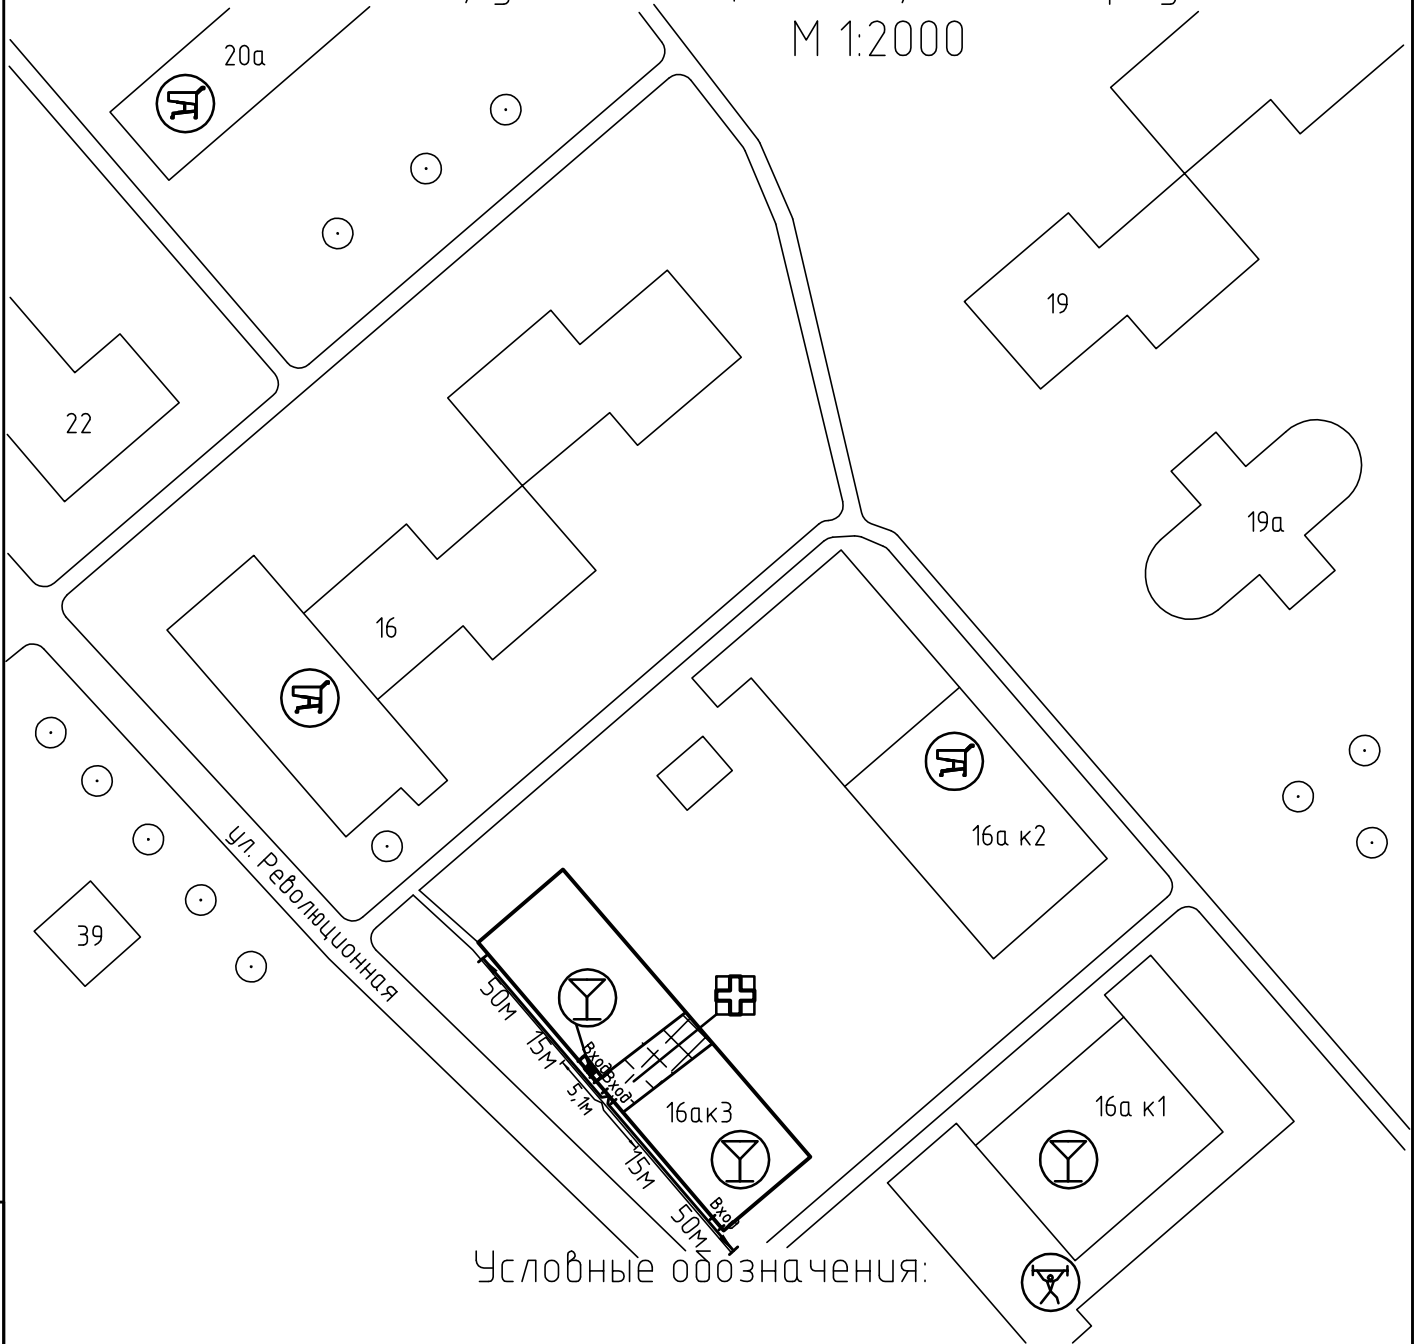 М 1:2000
20а
19
22
19а
16
16а к2
ул. Революционная
39
50м
15м
Вход
Вход
5,1м
16ак3
16а к1
15м
Вход
50м
Условные обозначения: